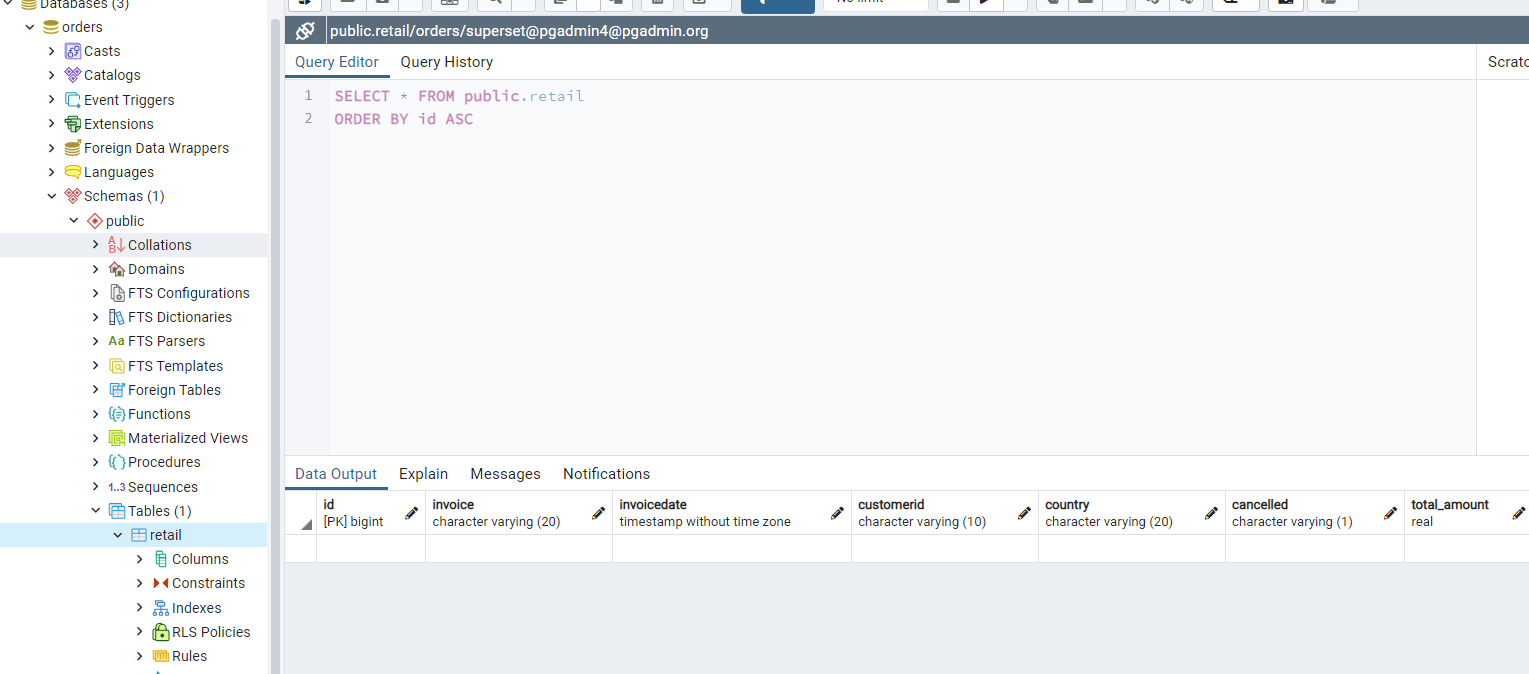 Databases (3)
orders
Casts
Catalogs
Event Triggers
Extensions
Foreign Data Wrappers
Languages
Schemas (1)
public
Collations
Domains
FTS Configurations
FTS Dictionaries
Aa FTS Parsers
FTS Templates
Foreign Tables
Functions
Materialized Views
Procedures
1..3 Sequences
Tables (1)
retail
Columns
Constraints
Indexes
RLS Policies
Rules
No limit
public.retail/orders/superset@pgadmin4@pgadmin.org
Query Editor Query History
1 SELECT * FROM public.retail
2 ORDER BY id ASC
Data Output Explain Messages Notifications
id
[PK] bigint
invoice
character varying (20)
invoicedate
timestamp without time zone
customerid
character varying (10)
country
character varying (20)
cancelled
character varying (1)
total_amount
real